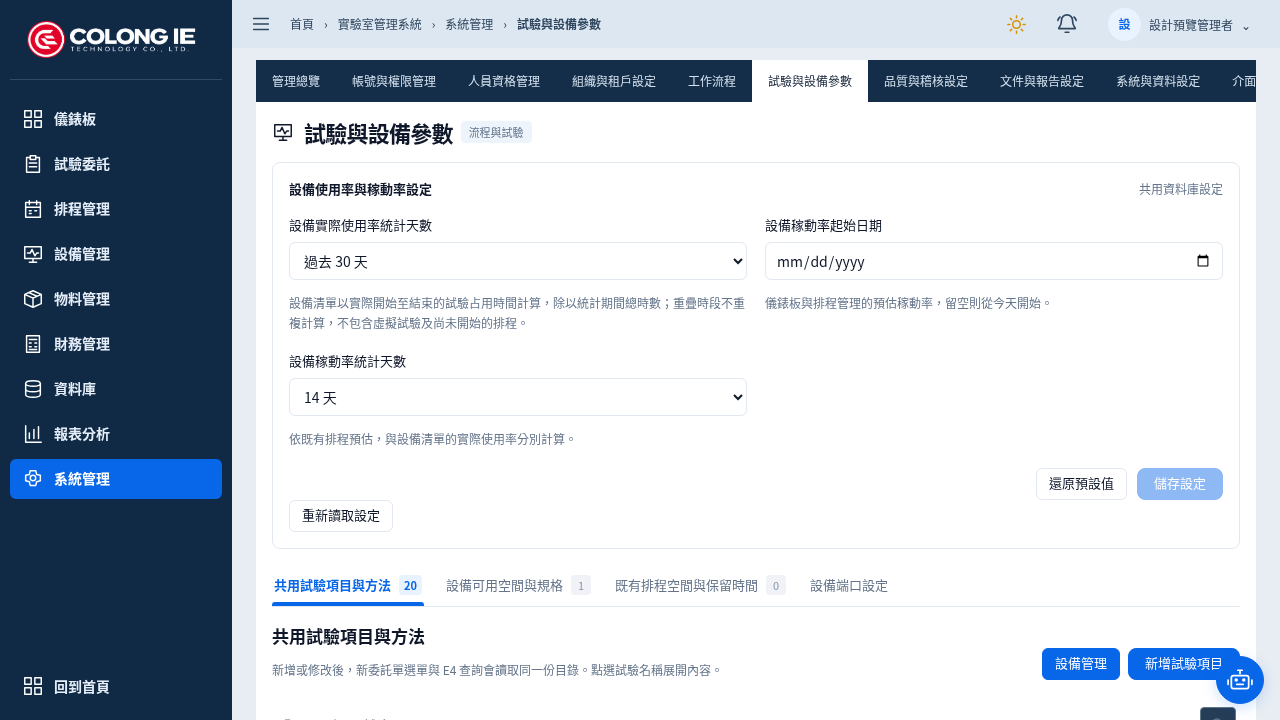 COLONG IE
TECHNOLOGY CO., LTD.
儀錶板
試驗委託
排程管理
設備管理
物料管理
財務管理
資料庫
報表分析
系統管理
回到首頁
首頁 › 實驗室管理系統 › 系統管理 › 試驗與設備參數
設 設計預覽管理者
管理總覽 帳號與權限管理 人員資格管理 組織與租戶設定 工作流程 試驗與設備參數 品質與稽核設定 文件與報告設定 系統與資料設定 介面
試驗與設備參數 流程與試驗
設備使用率與稼動率設定 共用資料庫設定
設備實際使用率統計天數
過去 30 天
設備清單以實際開始至結束的試驗占用時間計算，除以統計期間總時數；重疊時段不重
複計算，不包含虛擬試驗及尚未開始的排程。
設備稼動率起始日期
mm/dd/yyyy
儀錶板與排程管理的預估稼動率，留空則從今天開始。
設備稼動率統計天數
14 天
依既有排程預估，與設備清單的實際使用率分別計算。
還原預設值 儲存設定
重新讀取設定
共用試驗項目與方法 20 設備可用空間與規格 1 既有排程空間與保留時間 0 設備端口設定
共用試驗項目與方法
新增或修改後，新委託單選單與 E4 查詢會讀取同一份目錄。點選試驗名稱展開內容。
設備管理 新增試驗項目